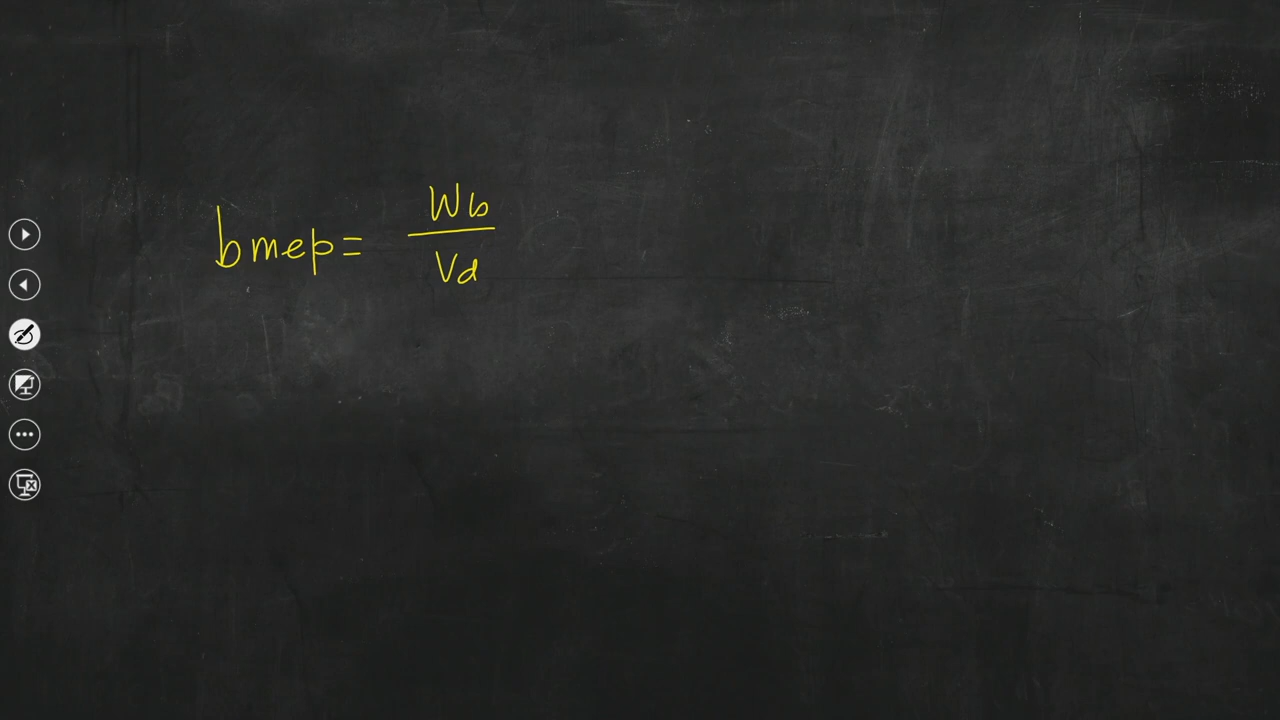 bmep = Wb / Vd